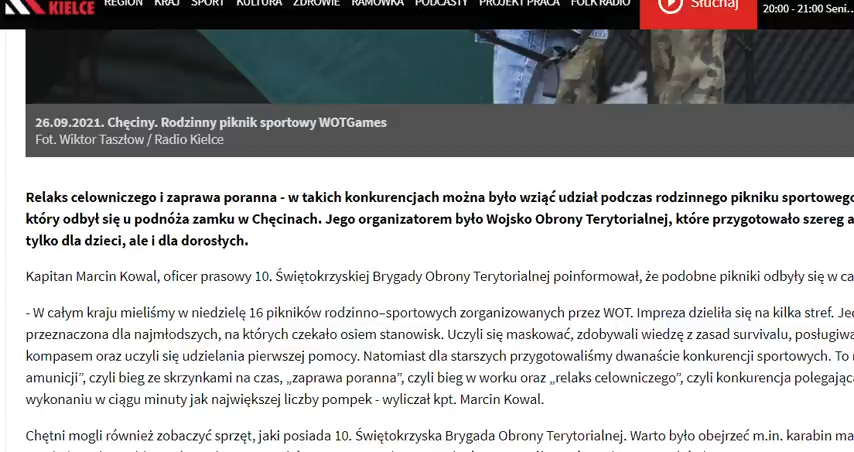 KIELCE REGION KRAJ SPORT KULTURA ZDROWIE RAMÓWKA PODCASTY PROJEKT PRACA FOLK RADIO Słuchaj
20:00 - 21:00 Seni...
26.09.2021. Chęciny. Rodzinny piknik sportowy WOTGames
Fot. Wiktor Taszłow / Radio Kielce
Relaks celowniczego i zaprawa poranna - w takich konkurencjach można było wziąć udział podczas rodzinnego pikniku sportowego
który odbył się u podnóża zamku w Chęcinach. Jego organizatorem było Wojsko Obrony Terytorialnej, które przygotowało szereg a
tylko dla dzieci, ale i dla dorosłych.
Kapitan Marcin Kowal, oficer prasowy 10. Świętokrzyskiej Brygady Obrony Terytorialnej poinformował, że podobne pikniki odbyły się w ca
- W całym kraju mieliśmy w niedzielę 16 pikników rodzinno–sportowych zorganizowanych przez WOT. Impreza dzieliła się na kilka stref. Jed
przeznaczona dla najmłodszych, na których czekało osiem stanowisk. Uczyli się maskować, zdobywali wiedzę z zasad survivalu, posługiwa
kompasem oraz uczyli się udzielania pierwszej pomocy. Natomiast dla starszych przygotowaliśmy dwanaście konkurencji sportowych. To
amunicji”, czyli bieg ze skrzynkami na czas, „zaprawa poranna”, czyli bieg w worku oraz „relaks celowniczego”, czyli konkurencja polegając
wykonaniu w ciągu minuty jak największej liczby pompek - wyliczał kpt. Marcin Kowal.
Chętni mogli również zobaczyć sprzęt, jaki posiada 10. Świętokrzyska Brygada Obrony Terytorialnej. Warto było obejrzeć m.in. karabin ma